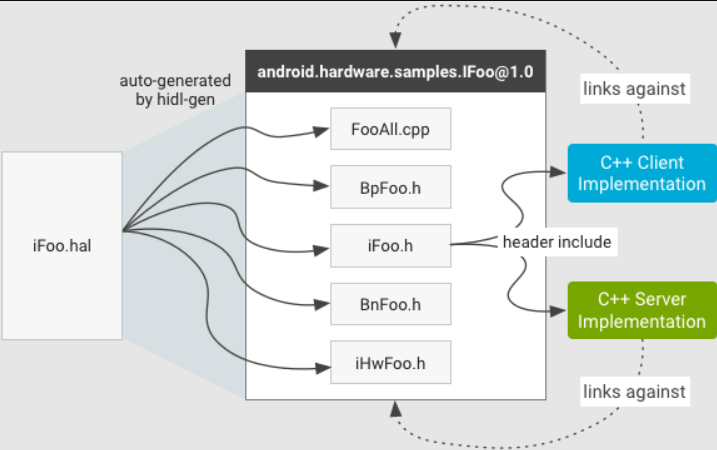 android.hardware.samples.IFoo@1.0
auto-generated
by hidl-gen
links against
FooAll.cpp
BpFoo.h
iFoo.hal
iFoo.h
header include
BnFoo.h
iHwFoo.h
C++ Client
Implementation
C++ Server
Implementation
links against